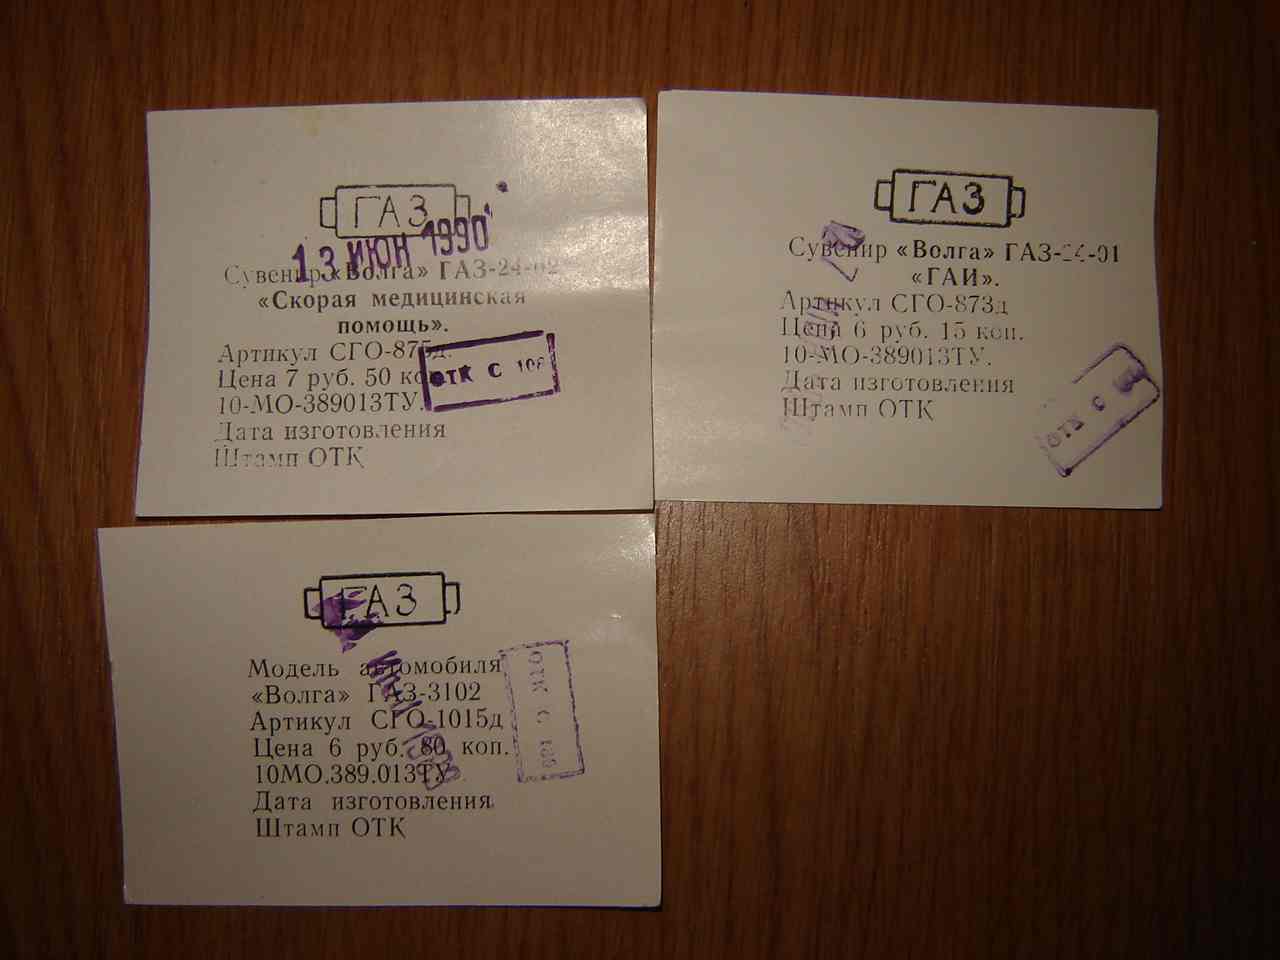 ГАЗ
13 ИЮН 1990
Сувенир «Волга» ГАЗ-24-02
«Скорая медицинская
помощь».
Артикул СГО-875д.
Цена 7 руб. 50 коп.
10-МО-389013ТУ.
Дата изготовления
Штамп ОТК
ОТК С 108
ГАЗ
Сувенир «Волга» ГАЗ-24-01
«ГАИ».
Артикул СГО-873д
Цена 6 руб. 15 коп.
10-МО-389013ТУ.
Дата изготовления
Штамп ОТК
ОТК С
ГАЗ
Модель автомобиля
«Волга» ГАЗ-3102
Артикул СГО-1015д
Цена 6 руб. 80 коп.
10МО.389.013ТУ
Дата изготовления
Штамп ОТК
ОТК С